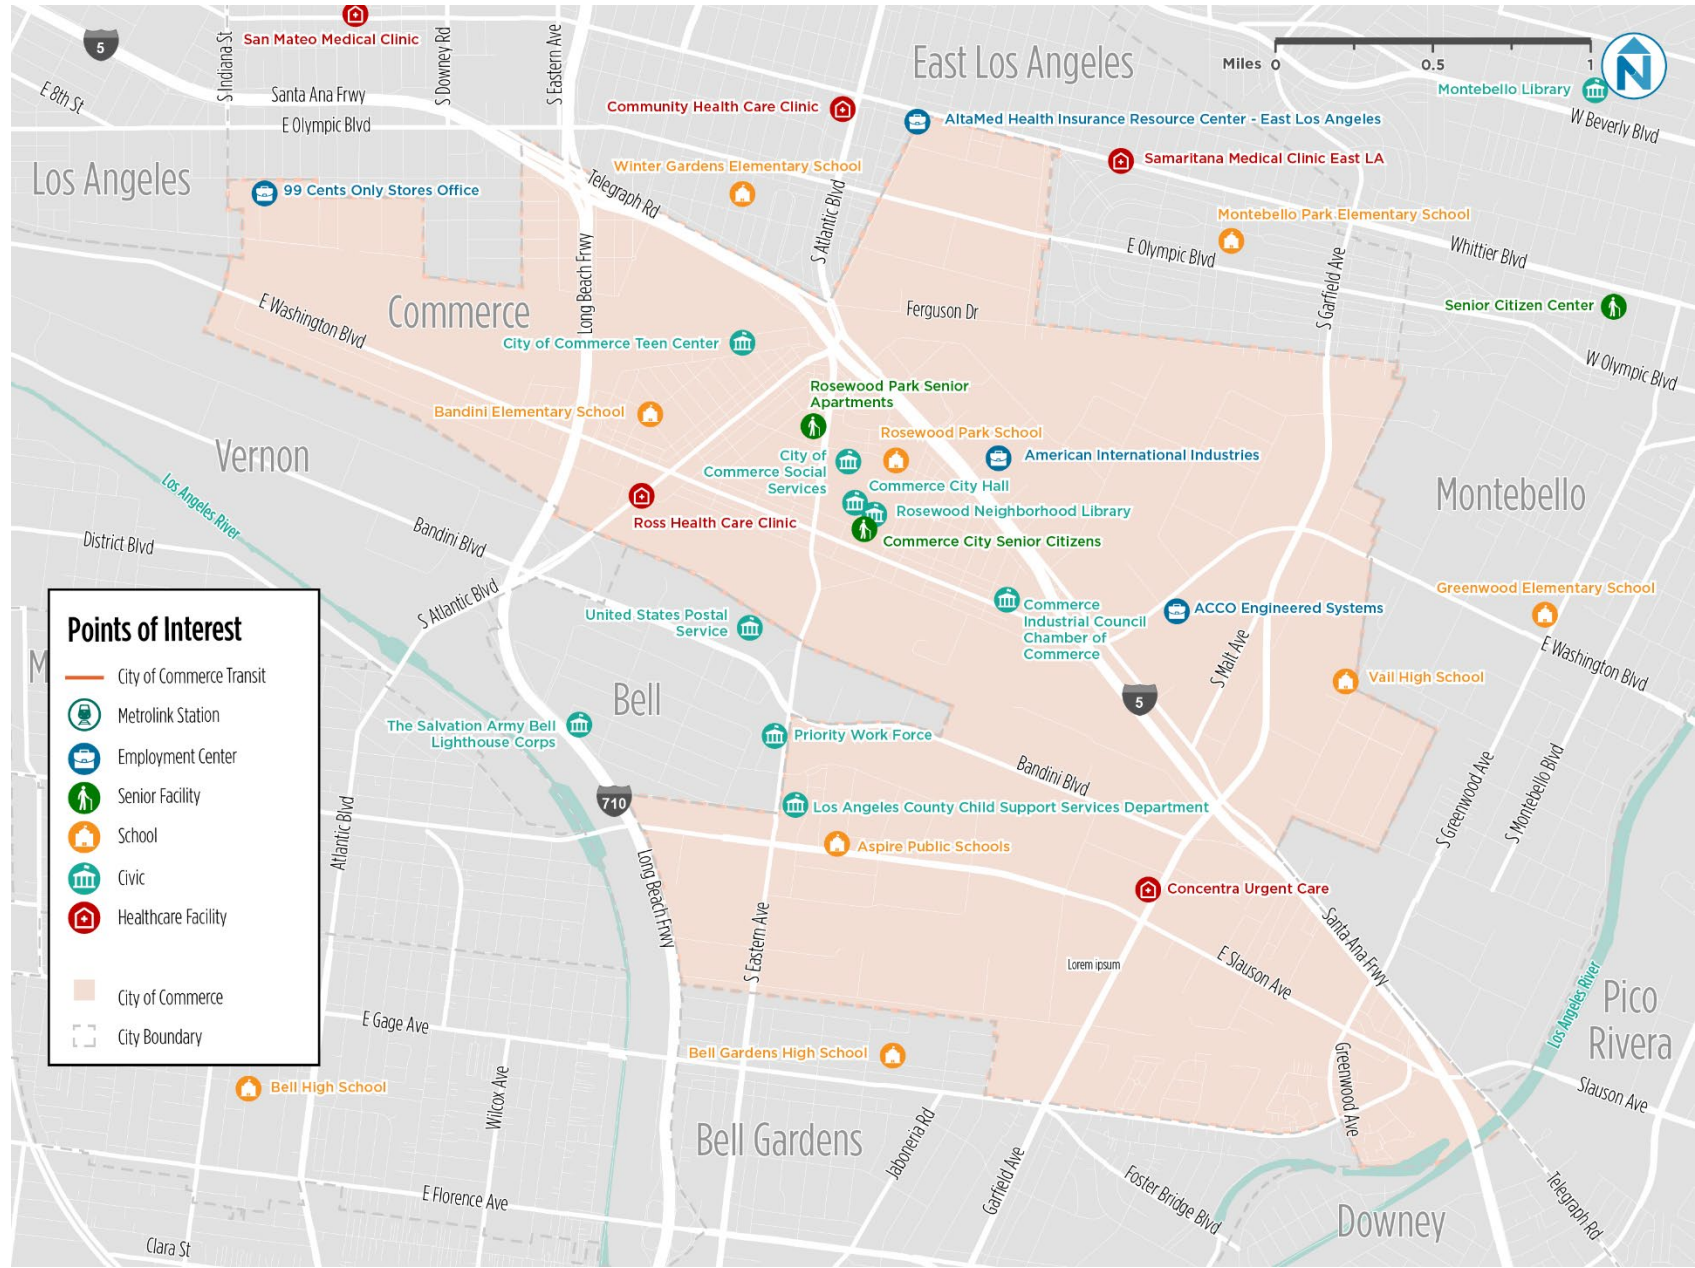 San Mateo Medical Clinic
5
S Indiana St
S Downey Rd
S Eastern Ave
East Los Angeles
Miles 0 0.5 1
N
Montebello Library
E 8th St
Santa Ana Frwy
E Olympic Blvd
Community Health Care Clinic
AltaMed Health Insurance Resource Center - East Los Angeles
W Beverly Blvd
Samaritana Medical Clinic East LA
Los Angeles
99 Cents Only Stores Office
Winter Gardens Elementary School
Telegraph Rd
S Atlantic Blvd
Montebello Park Elementary School
E Olympic Blvd
Whittier Blvd
S Garfield Ave
Long Beach Frwy
Senior Citizen Center
E Washington Blvd
Commerce
Ferguson Dr
City of Commerce Teen Center
W Olympic Blvd
Rosewood Park Senior
Apartments
Bandini Elementary School
Rosewood Park School
Vernon
City of
Commerce Social
Services
American International Industries
Commerce City Hall
Montebello
Los Angeles River
Ross Health Care Clinic
Rosewood Neighborhood Library
Commerce City Senior Citizens
District Blvd
Bandini Blvd
S Atlantic Blvd
United States Postal
Service
Commerce
Industrial Council
Chamber of
Commerce
ACCO Engineered Systems
Greenwood Elementary School
E Washington Blvd
S Malt Ave
Vail High School
5
Bell
The Salvation Army Bell
Lighthouse Corps
Priority Work Force
Bandini Blvd
S Greenwood Ave
S Montebello Blvd
710
Los Angeles County Child Support Services Department
Aspire Public Schools
Atlantic Blvd
Long Beach Frwy
Concentra Urgent Care
S Eastern Ave
Lorem ipsum
E Slauson Ave
Santa Ana Frwy
Los Angeles River
Pico
Rivera
Points of Interest
City of Commerce Transit
Metrolink Station
Employment Center
Senior Facility
School
Civic
Healthcare Facility
City of Commerce
City Boundary
M
E Gage Ave
Bell Gardens High School
Greenwood Ave
Slauson Ave
Bell High School
Wilcox Ave
Bell Gardens
Jaboneria Rd
Garfield Ave
Foster Bridge Blvd
Telegraph Rd
E Florence Ave
Downey
Clara St